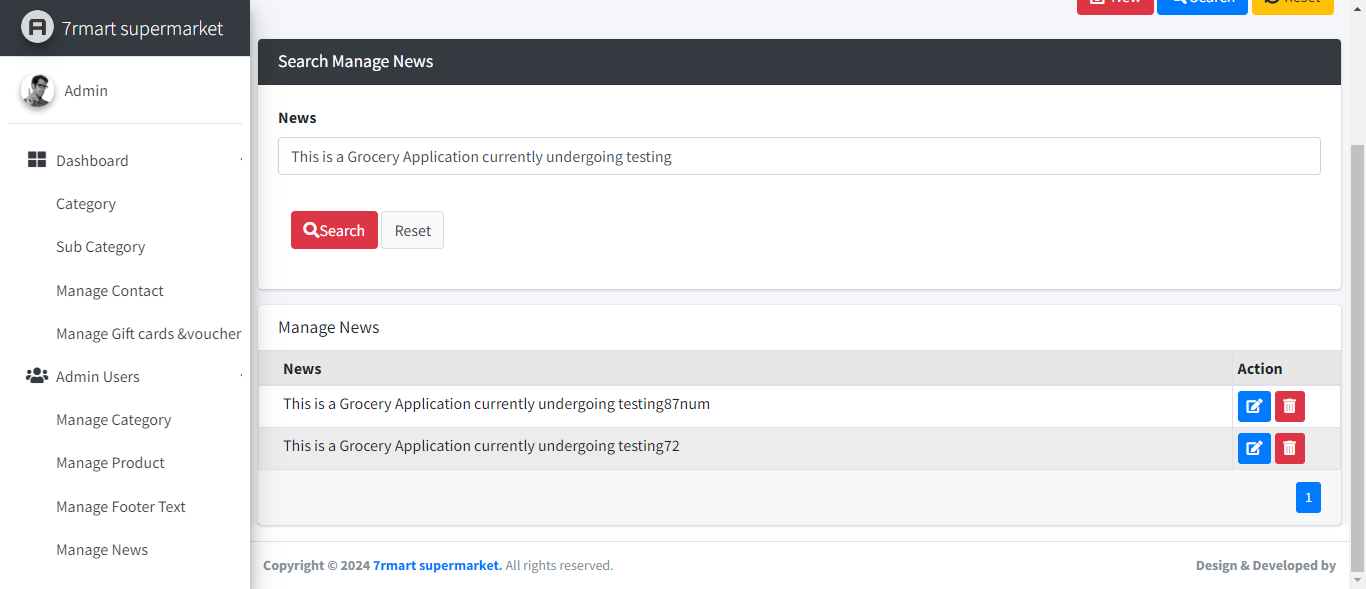 7rmart supermarket
New Search Reset
Admin
Dashboard
Category
Sub Category
Manage Contact
Manage Gift cards &voucher
Admin Users
Manage Category
Manage Product
Manage Footer Text
Manage News
Search Manage News
News
This is a Grocery Application currently undergoing testing
Search Reset
Manage News
News Action
This is a Grocery Application currently undergoing testing87num
This is a Grocery Application currently undergoing testing72
1
Copyright © 2024 7rmart supermarket. All rights reserved. Design & Developed by